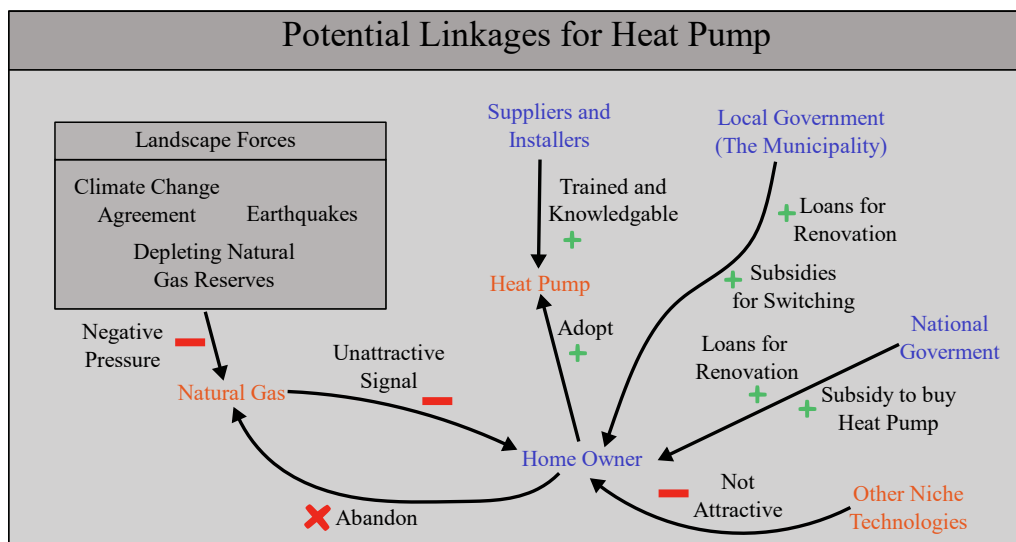 Potential Linkages for Heat Pump
Landscape Forces
Climate Change
Agreement
Earthquakes
Depleting Natural
Gas Reserves
Suppliers and
Installers
Local Government
(The Municipality)
Trained and
Knowledgable
Loans for
Renovation
Heat Pump
Subsidies
for Switching
Negative
Pressure
Unattractive
Signal
Adopt
Loans for
Renovation
National
Goverment
Natural Gas
Subsidy to buy
Heat Pump
Home Owner
Not
Attractive
Other Niche
Technologies
Abandon